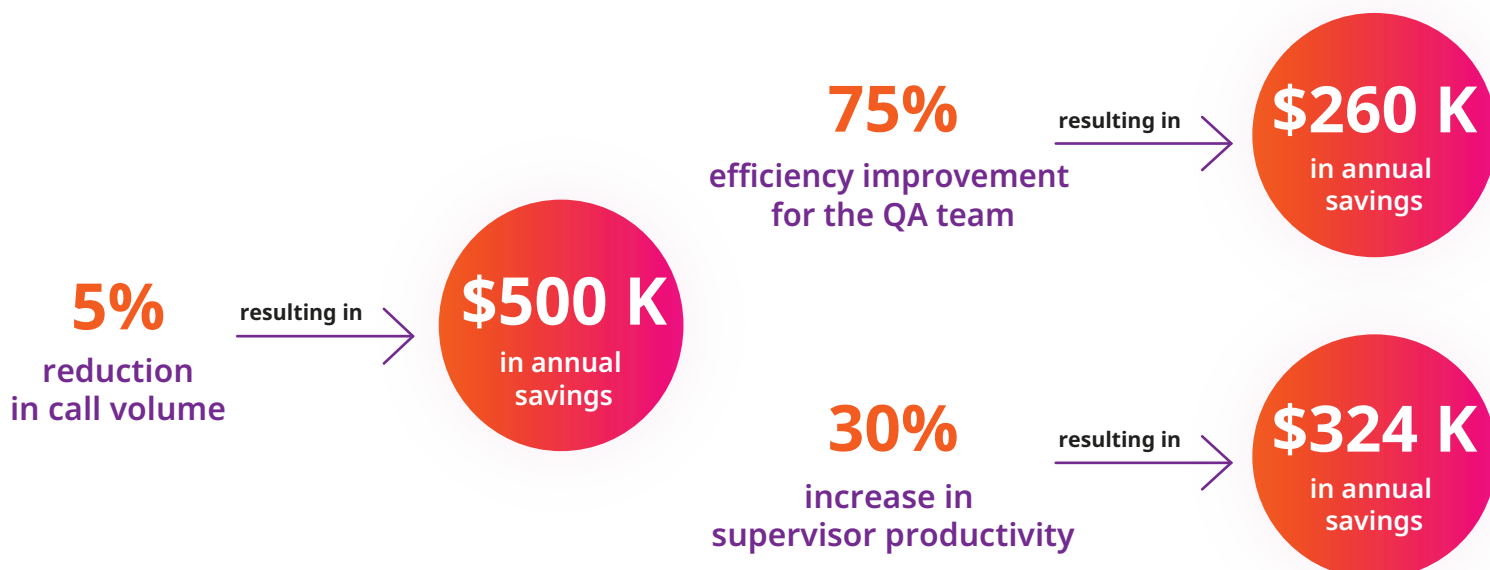 5%
reduction
in call volume
resulting in
$500 K
in annual
savings
75%
efficiency improvement
for the QA team
resulting in
$260 K
in annual
savings
30%
increase in
supervisor productivity
resulting in
$324 K
in annual
savings